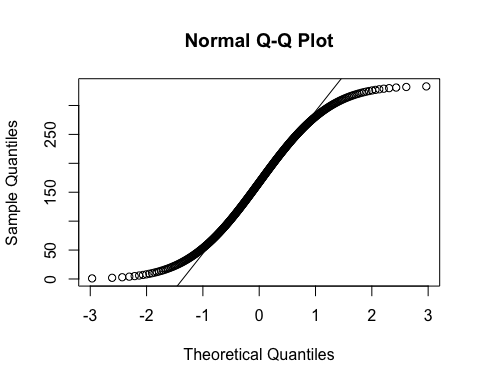 Normal Q-Q Plot
Sample Quantiles
250
150
50
0
-3 -2 -1 0 1 2 3
Theoretical Quantiles